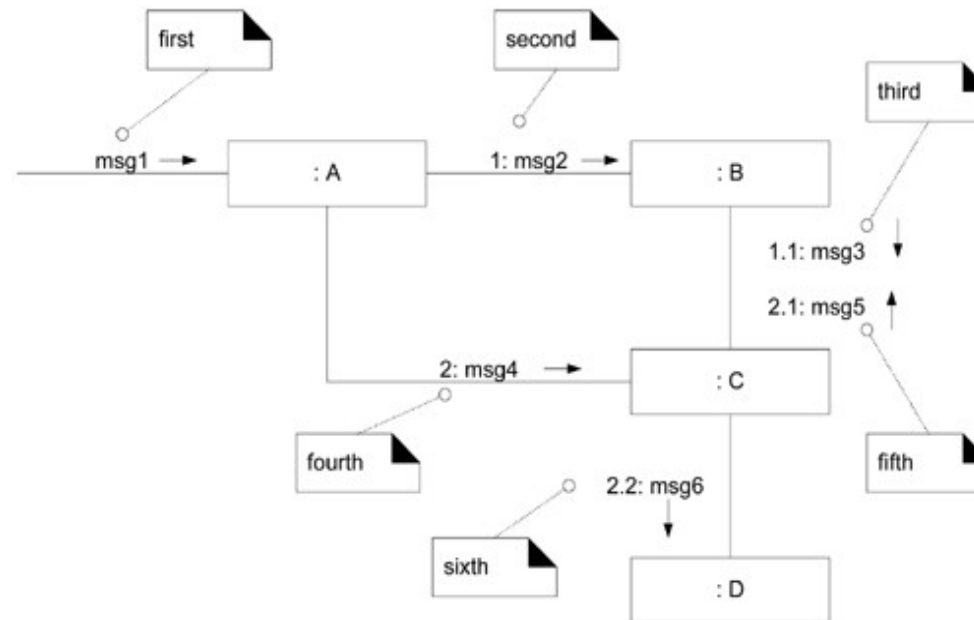 first
second
third
msg1
: A
1: msg2
: B
1.1: msg3
2.1: msg5
2: msg4
: C
fourth
fifth
2.2: msg6
sixth
: D